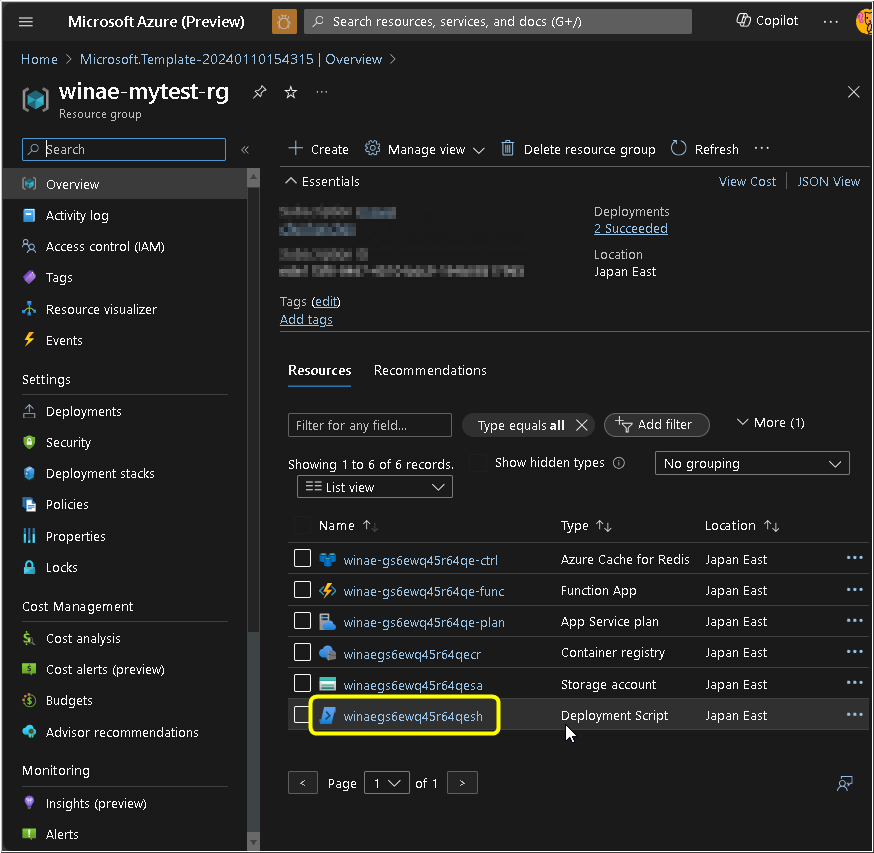 Microsoft Azure (Preview)
Search resources, services, and docs (G+/)
Copilot
Home > Microsoft.Template-20240110154315 | Overview >
winae-mytest-rg
Resource group
Search
Create
Manage view
Delete resource group
Refresh
Overview
Activity log
Access control (IAM)
Tags
Resource visualizer
Events
Settings
Deployments
Security
Deployment stacks
Policies
Properties
Locks
Cost Management
Cost analysis
Cost alerts (preview)
Budgets
Advisor recommendations
Monitoring
Insights (preview)
Alerts
Essentials
View Cost
JSON View
Deployments
2 Succeeded
Location
Japan East
Tags (edit)
Add tags
Resources
Recommendations
Filter for any field...
Type equals all
Add filter
More (1)
Showing 1 to 6 of 6 records.
Show hidden types
No grouping
List view
Name Type Location
winae-gs6ewq45r64qe-ctrl Azure Cache for Redis Japan East
winae-gs6ewq45r64qe-func Function App Japan East
winae-gs6ewq45r64qe-plan App Service plan Japan East
winaegs6ewq45r64qecr Container registry Japan East
winaegs6ewq45r64qesa Storage account Japan East
winaegs6ewq45r64qesh Deployment Script Japan East
< Page 1 of 1 >